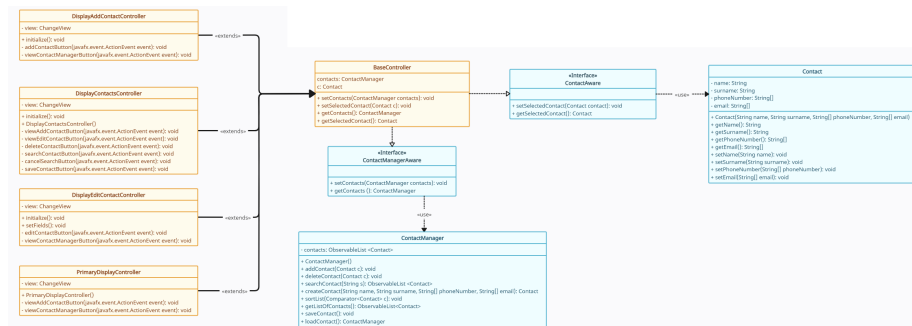 DisplayAddContactController
- view: ChangeView
+ initialize(): void
- addContactButton(javafx.event.ActionEvent event): void
- viewContactManagerButton(javafx.event.ActionEvent event): void
«extends»
DisplayContactsController
- view: ChangeView
+ initialize(): void
+ DisplayContactsController()
- viewAddContactButton(javafx.event.ActionEvent event): void
- viewEditContactButton(javafx.event.ActionEvent event): void
- deleteContactButton(javafx.event.ActionEvent event): void
- searchContactButton(javafx.event.ActionEvent event): void
- cancelSearchButton(javafx.event.ActionEvent event): void
- saveContactButton(javafx.event.ActionEvent event): void
«extends»
DisplayEditContactController
- view: ChangeView
+ initialize(): void
+ setFields(): void
- editContactButton(javafx.event.ActionEvent event): void
- viewContactManagerButton(javafx.event.ActionEvent event): void
«extends»
PrimaryDisplayController
- view: ChangeView
+ PrimaryDisplayController()
- viewAddContactButton(javafx.event.ActionEvent event): void
- viewContactManagerButton(javafx.event.ActionEvent event): void
«extends»
BaseController
contacts: ContactManager
c: Contact
+ setContacts(ContactManager contacts): void
+ setSelectedContact(Contact c): void
+ getContacts(): ContactManager
+ getSelectedContact(): Contact
«Interface»
ContactManagerAware
+ setContacts(ContactManager contacts): void
+ getContacts (): ContactManager
«use»
ContactManager
- contacts: ObservableList <Contact>
+ ContactManager()
+ addContact(Contact c): void
+ deleteContact(Contact c): void
+ searchContact(String s): ObservableList <Contact>
+ createContact(String name, String surname, String[] phoneNumber, String[] email): Contact
+ sortList(Comparator<Contact> c): void
+ getListOfContacts(): ObservableList<Contact>
+ saveContact(): void
+ loadContact(): ContactManager
«Interface»
ContactAware
+ setSelectedContact(Contact contact): void
+ getSelectedContact(): Contact
«use»
Contact
- name: String
- surname: String
- phoneNumber: String[]
- email: String[]
+ Contact(String name, String surname, String[] phoneNumber, String[] email)
+ getName(): String
+ getSurname(): String
+ getPhoneNumber(): String[]
+ getEmail(): String[]
+ setName(String name): void
+ setSurname(String surname): void
+ setPhoneNumber(String[] phoneNumber): void
+ setEmail(String[] email): void